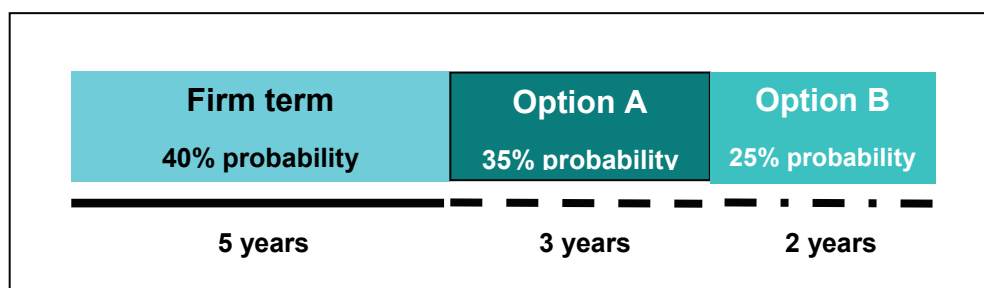 Firm term
Option A
Option B
40% probability
35% probability
25% probability
5 years
3 years
2 years